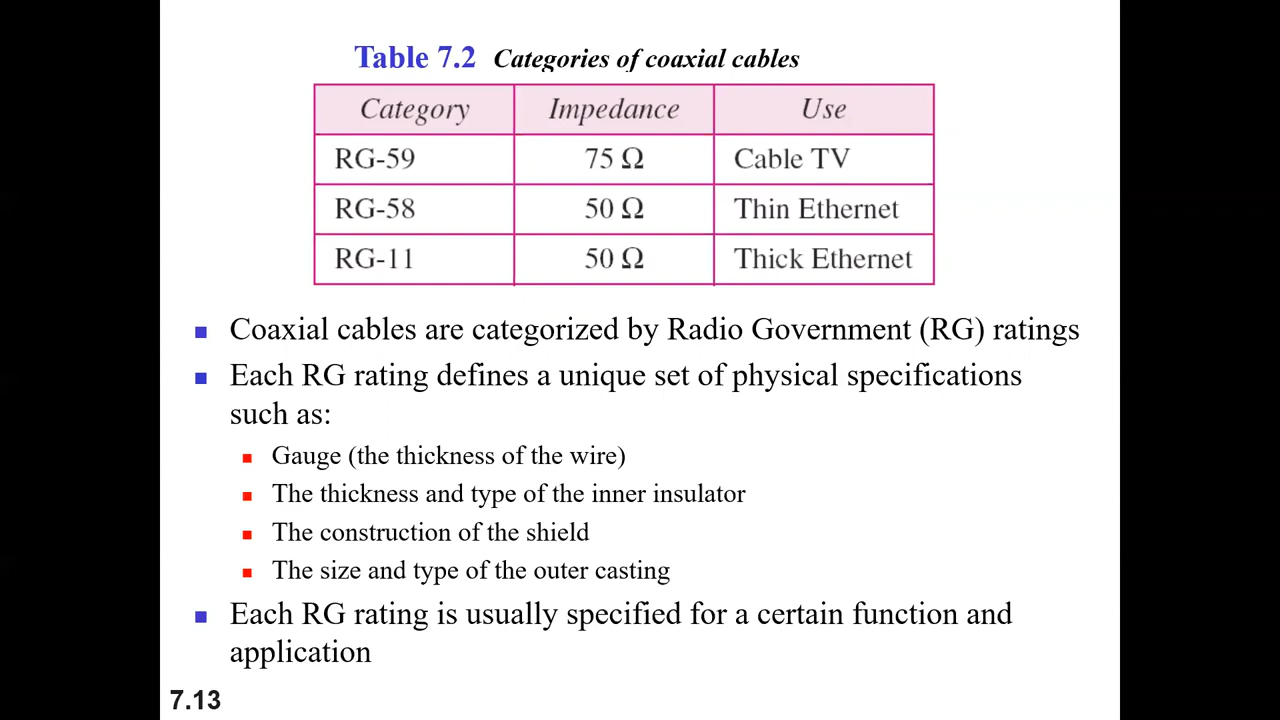 Table 7.2 Categories of coaxial cables
Category Impedance Use
RG-59 75 Ω Cable TV
RG-58 50 Ω Thin Ethernet
RG-11 50 Ω Thick Ethernet
Coaxial cables are categorized by Radio Government (RG) ratings
Each RG rating defines a unique set of physical specifications
such as:
Gauge (the thickness of the wire)
The thickness and type of the inner insulator
The construction of the shield
The size and type of the outer casting
Each RG rating is usually specified for a certain function and
application
7.13